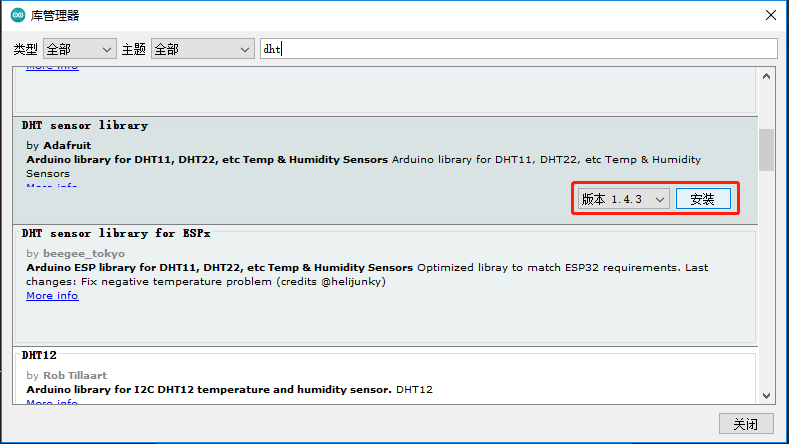 库管理器
类型 全部 主题 全部 dht
More info
DHT sensor library
by Adafruit
Arduino library for DHT11, DHT22, etc Temp & Humidity Sensors Arduino library for DHT11, DHT22, etc Temp & Humidity
Sensors
More info
版本 1.4.3 安装
DHT sensor library for ESPx
by beegee_tokyo
Arduino ESP library for DHT11, DHT22, etc Temp & Humidity Sensors Optimized libray to match ESP32 requirements. Last
changes: Fix negative temperature problem (credits @helijunky)
More info
DHT12
by Rob Tillaart
Arduino library for I2C DHT12 temperature and humidity sensor. DHT12
More info
关闭